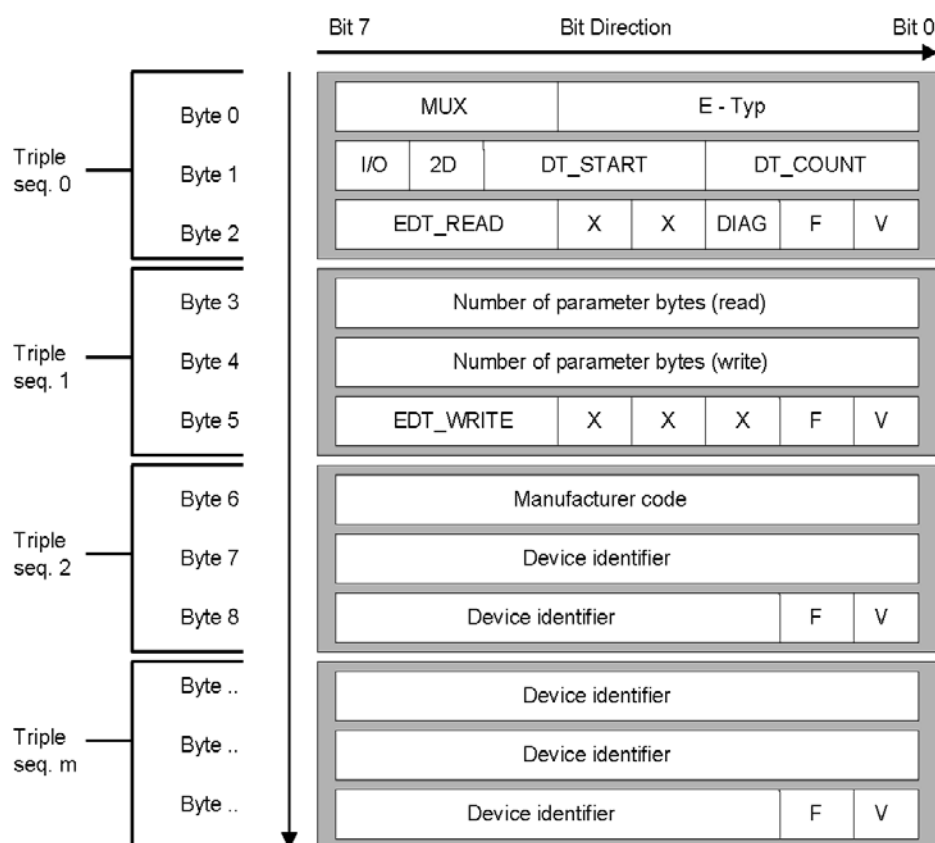 Bit 7 Bit Direction Bit 0
Byte 0 MUX E - Typ
Triple
seq. 0
Byte 1 I/O 2D DT_START DT_COUNT
Byte 2 EDT_READ X X DIAG F V
Byte 3 Number of parameter bytes (read)
Triple
seq. 1
Byte 4 Number of parameter bytes (write)
Byte 5 EDT_WRITE X X X F V
Byte 6 Manufacturer code
Triple
seq. 2
Byte 7 Device identifier
Byte 8 Device identifier F V
Byte .. Device identifier
Triple
seq. m
Byte .. Device identifier
Byte .. Device identifier F V